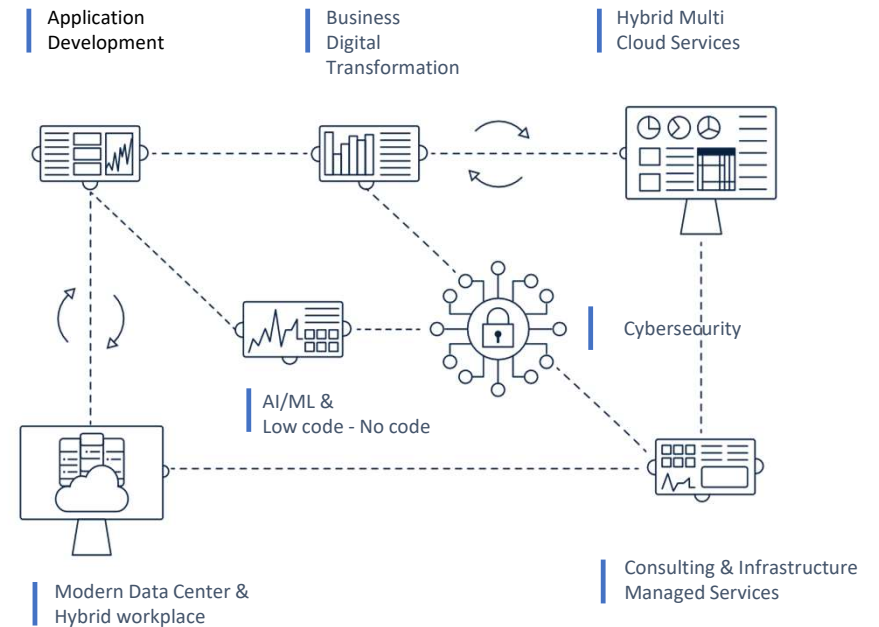 Application
Development
Business
Digital
Transformation
Hybrid Multi
Cloud Services
Cybersecurity
AI/ML &
Low code - No code
Modern Data Center &
Hybrid workplace
Consulting & Infrastructure
Managed Services